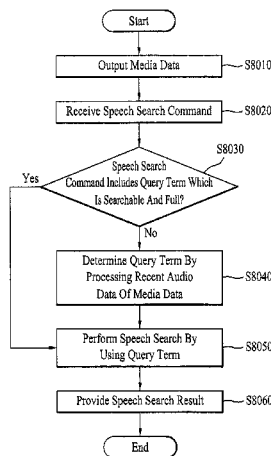 Start
Output Media Data
S8010
Receive Speech Search Command
S8020
S8030
Speech Search
Command Includes Query Term Which
Is Searchable And Full?
Yes
No
Determine Query Term By
Processing Recent Audio
Data Of Media Data
S8040
Perform Speech Search By
Using Query Term
S8050
Provide Speech Search Result
S8060
End